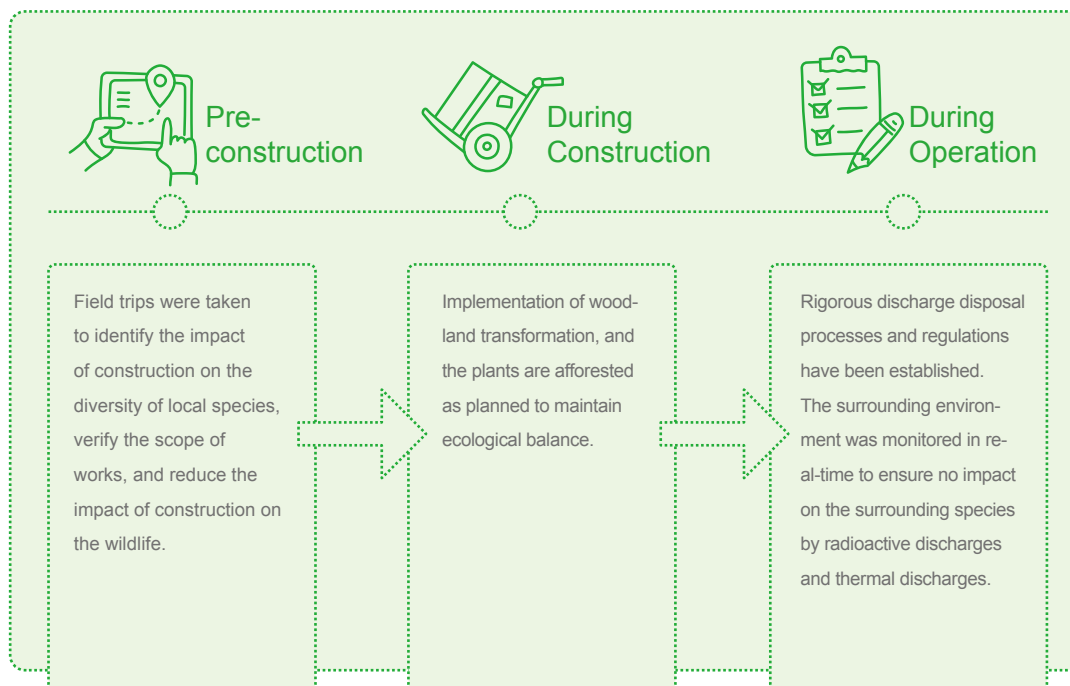 Pre-
construction
During
Construction
During
Operation
Field trips were taken
to identify the impact
of construction on the
diversity of local species,
verify the scope of
works, and reduce the
impact of construction on
the wildlife.
Implementation of wood-
land transformation, and
the plants are afforested
as planned to maintain
ecological balance.
Rigorous discharge disposal
processes and regulations
have been established.
The surrounding environ-
ment was monitored in re-
al-time to ensure no impact
on the surrounding species
by radioactive discharges
and thermal discharges.